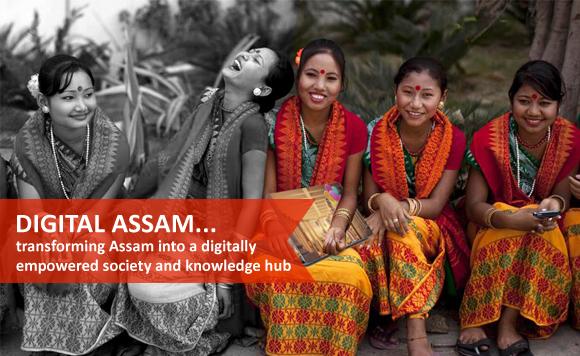 DIGITAL ASSAM...
transforming Assam into a digitally
empowered society and knowledge hub